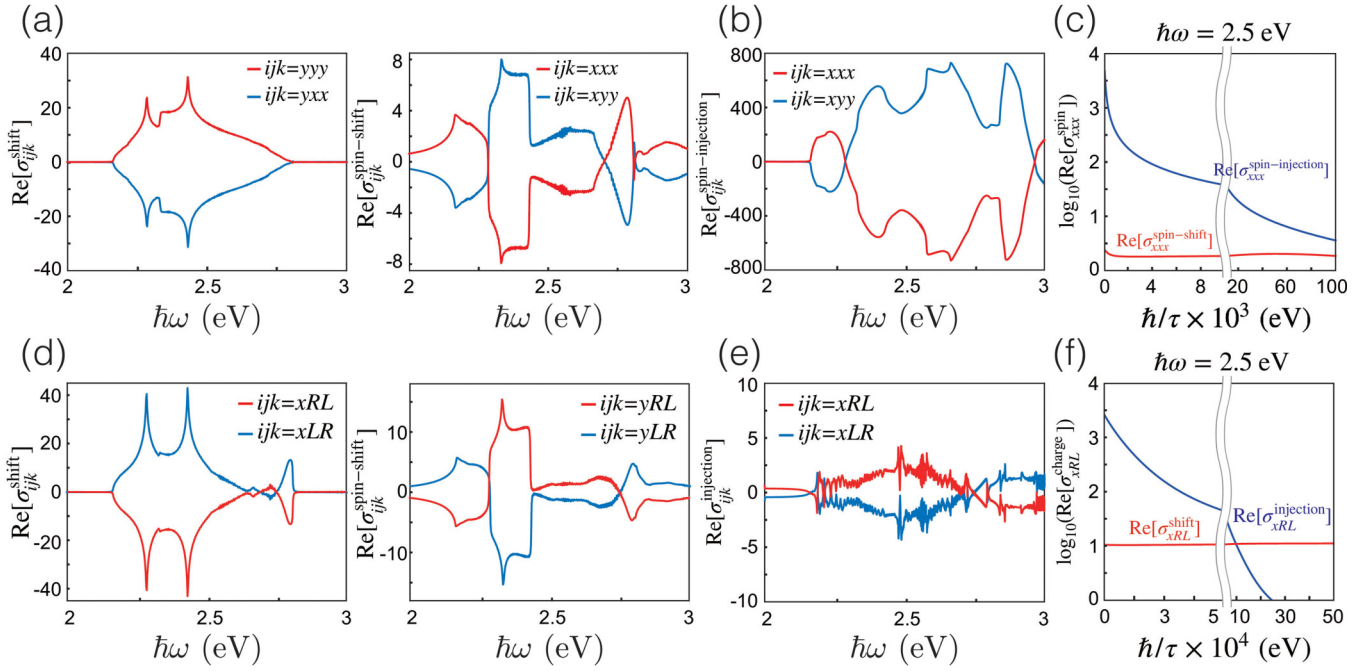 (a)
Re[σ^shift_ijk]
40
20
0
-20
-40
ijk=yyy
ijk=yxx
2
2.5
3
ħω (eV)
Re[σ^spin−shift_ijk]
8
4
0
-4
-8
ijk=xxx
ijk=xyy
2
2.5
3
ħω (eV)
(b)
Re[σ^spin−injection_ijk]
800
400
0
-400
-800
ijk=xxx
ijk=xyy
2
2.5
3
ħω (eV)
(c)
ħω = 2.5 eV
log10(Re[σ^spin_xxx])
4
3
2
1
0
Re[σ^spin−injection_xxx]
Re[σ^spin−shift_xxx]
0
4
8
20
60
100
ħ/τ × 10^3 (eV)
(d)
Re[σ^shift_ijk]
40
20
0
-20
-40
ijk=xRL
ijk=xLR
2
2.5
3
ħω (eV)
Re[σ^spin−shift_ijk]
10
0
-10
ijk=yRL
ijk=yLR
2
2.5
3
ħω (eV)
(e)
Re[σ^injection_ijk]
10
5
0
-5
-10
ijk=xRL
ijk=xLR
2
2.5
3
ħω (eV)
(f)
ħω = 2.5 eV
log10(Re[σ^charge_xRL])
4
3
2
1
0
Re[σ^shift_xRL]
Re[σ^injection_xRL]
0
3
5
10
30
50
ħ/τ × 10^4 (eV)